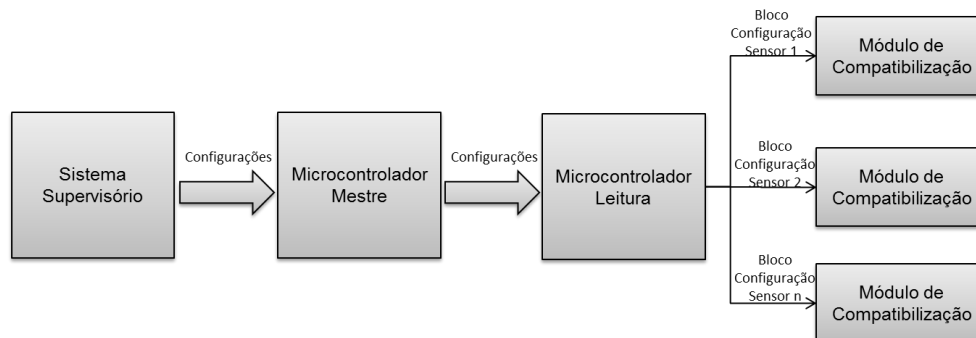 Sistema
Supervisório
Configurações
Microcontrolador
Mestre
Configurações
Microcontrolador
Leitura
Bloco
Configuração
Sensor 1
Módulo de
Compatibilização
Bloco
Configuração
Sensor 2
Módulo de
Compatibilização
Bloco
Configuração
Sensor n
Módulo de
Compatibilização